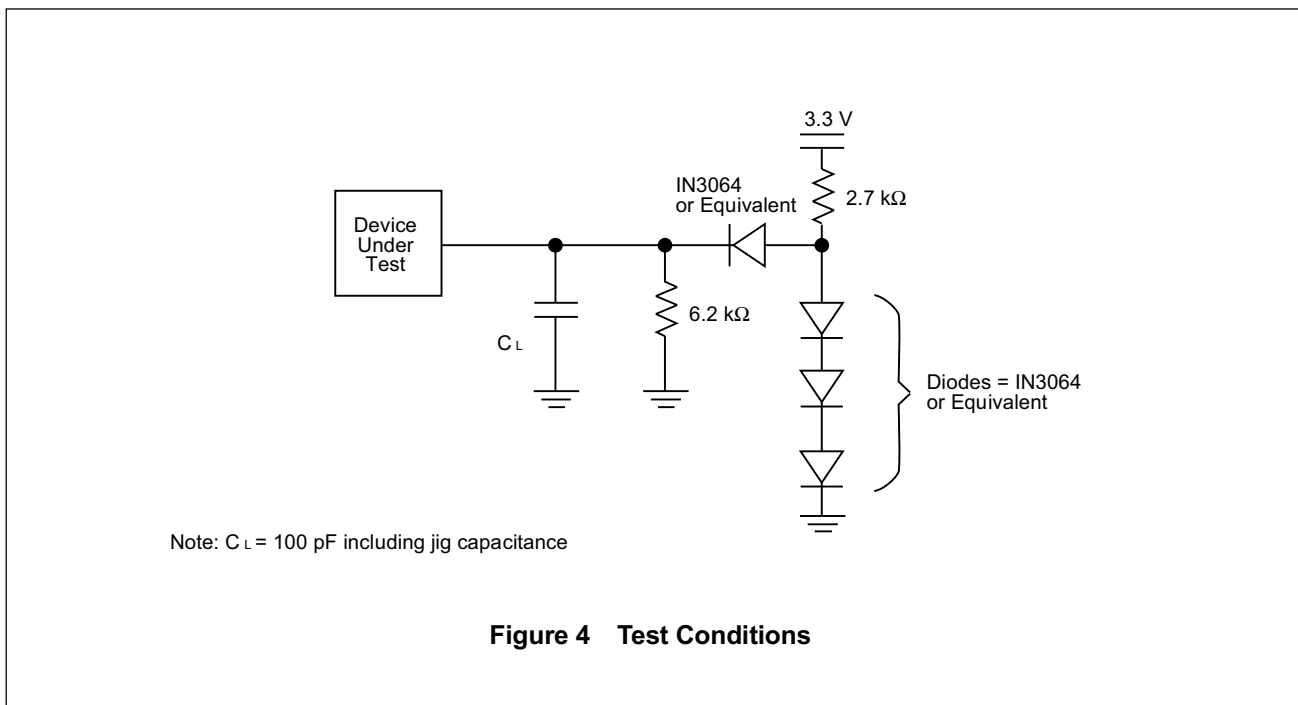 3.3 V
IN3064
or Equivalent
2.7 kΩ
Device
Under
Test
6.2 kΩ
C L
Diodes = IN3064
or Equivalent
Note: C L = 100 pF including jig capacitance
Figure 4 Test Conditions